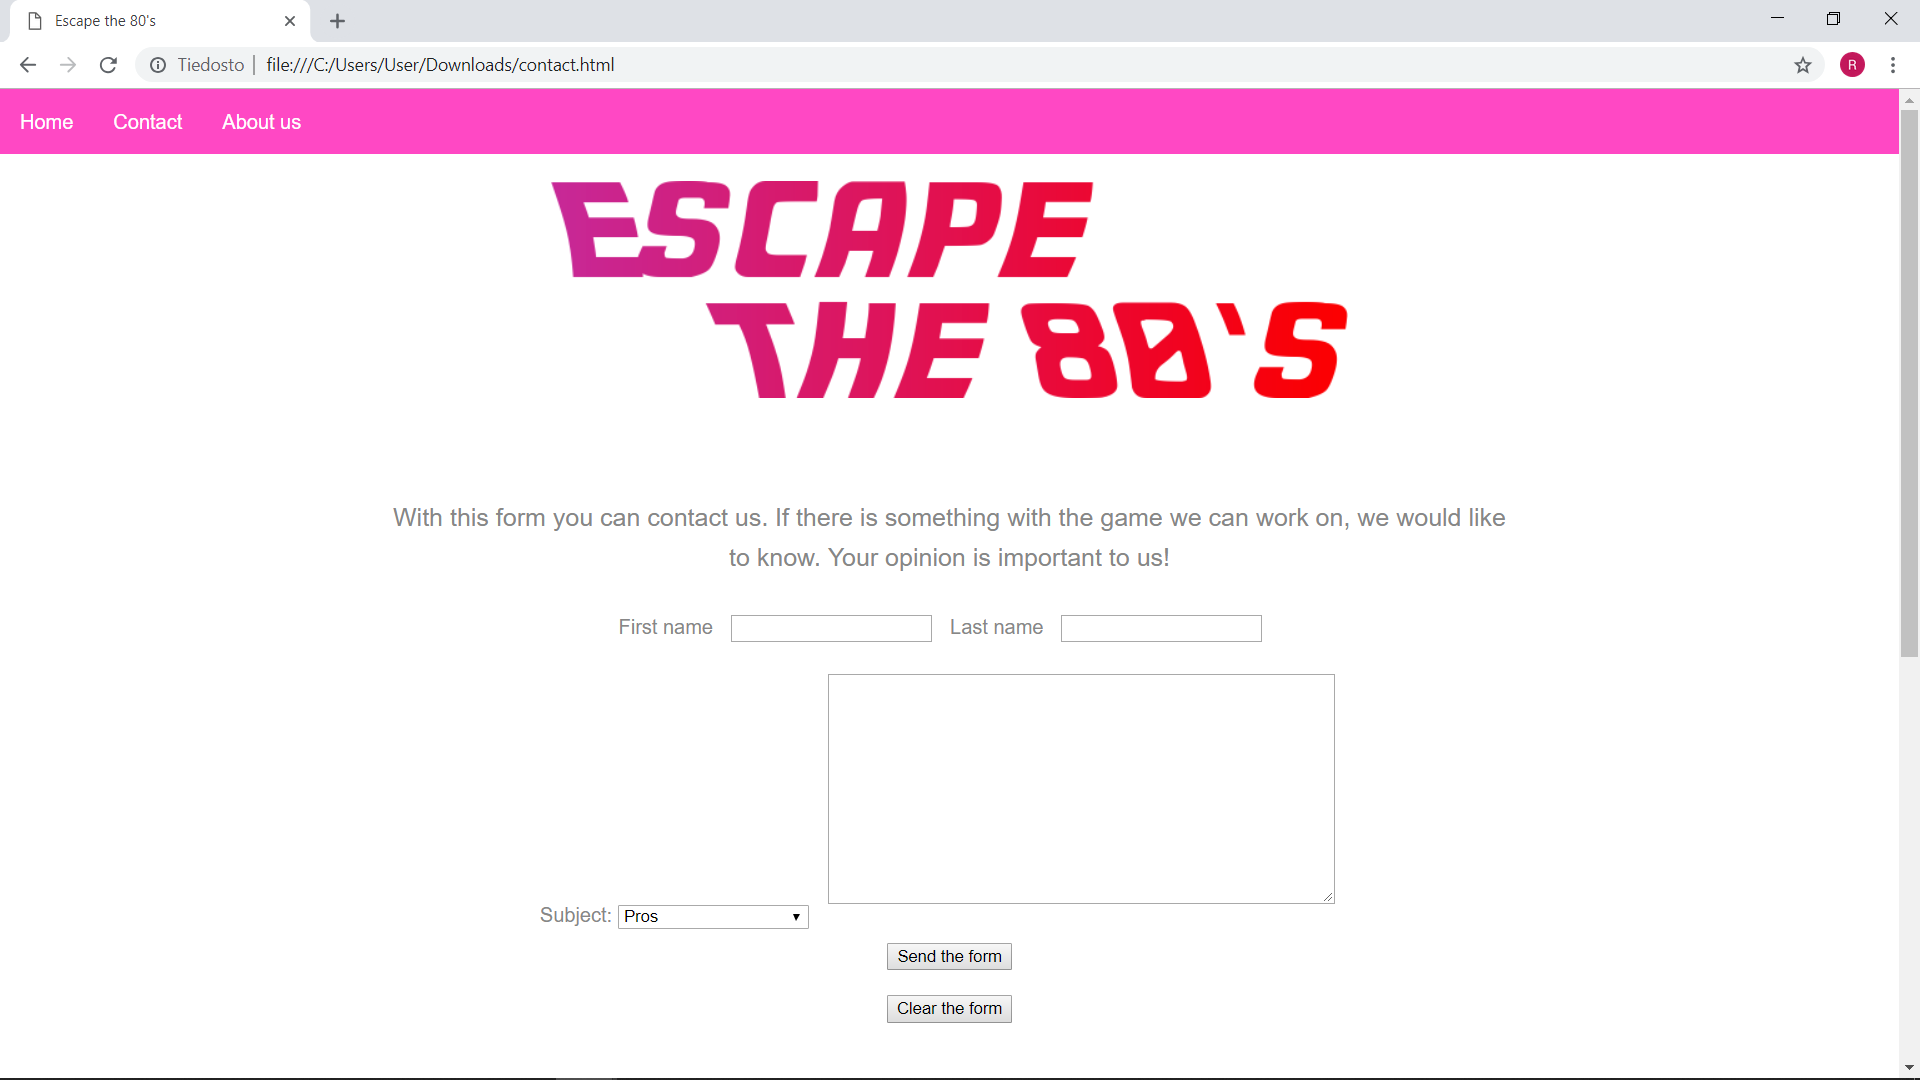 Escape the 80's
Tiedosto | file:///C:/Users/User/Downloads/contact.html
R
Home Contact About us
ESCAPE
THE 80`S
With this form you can contact us. If there is something with the game we can work on, we would like
to know. Your opinion is important to us!
First name Last name
Subject: Pros
Send the form
Clear the form